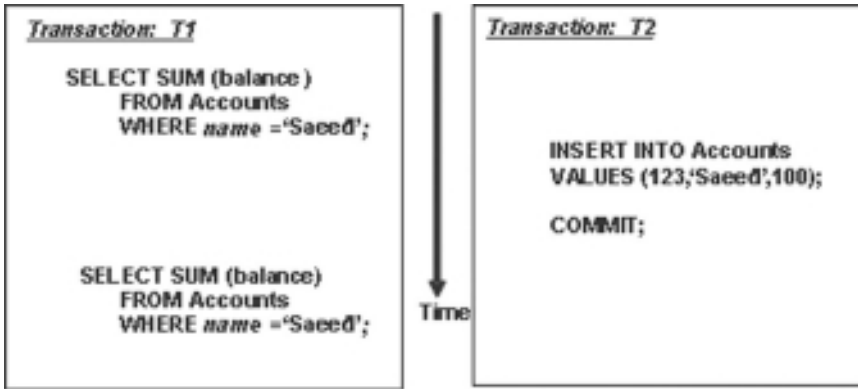 Transaction: T1
SELECT SUM (balance )
FROM Accounts
WHERE name =‘Saeed’;
SELECT SUM (balance)
FROM Accounts
WHERE name =‘Saeed’;
Time
Transaction: T2
INSERT INTO Accounts
VALUES (123,‘Saeed’,100);
COMMIT;